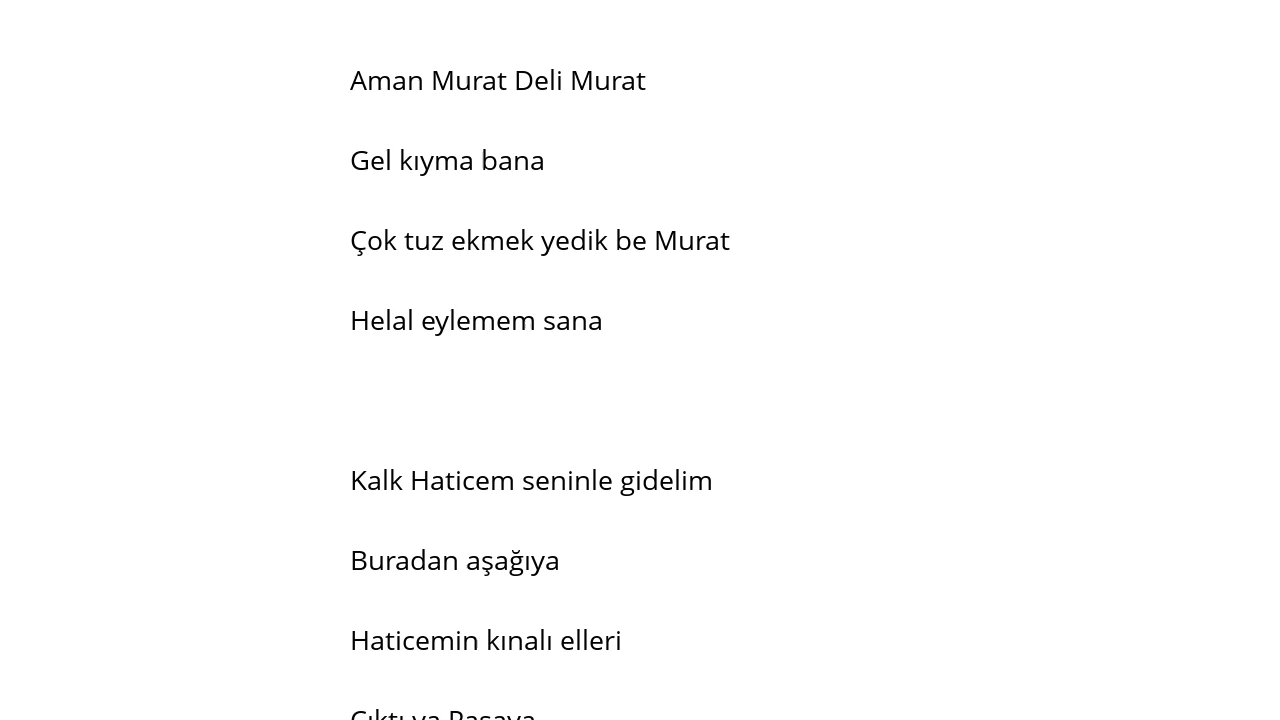 Aman Murat Deli Murat
Gel kıyma bana
Çok tuz ekmek yedik be Murat
Helal eylemem sana
Kalk Haticem seninle gidelim
Buradan aşağıya
Haticemin kınalı elleri